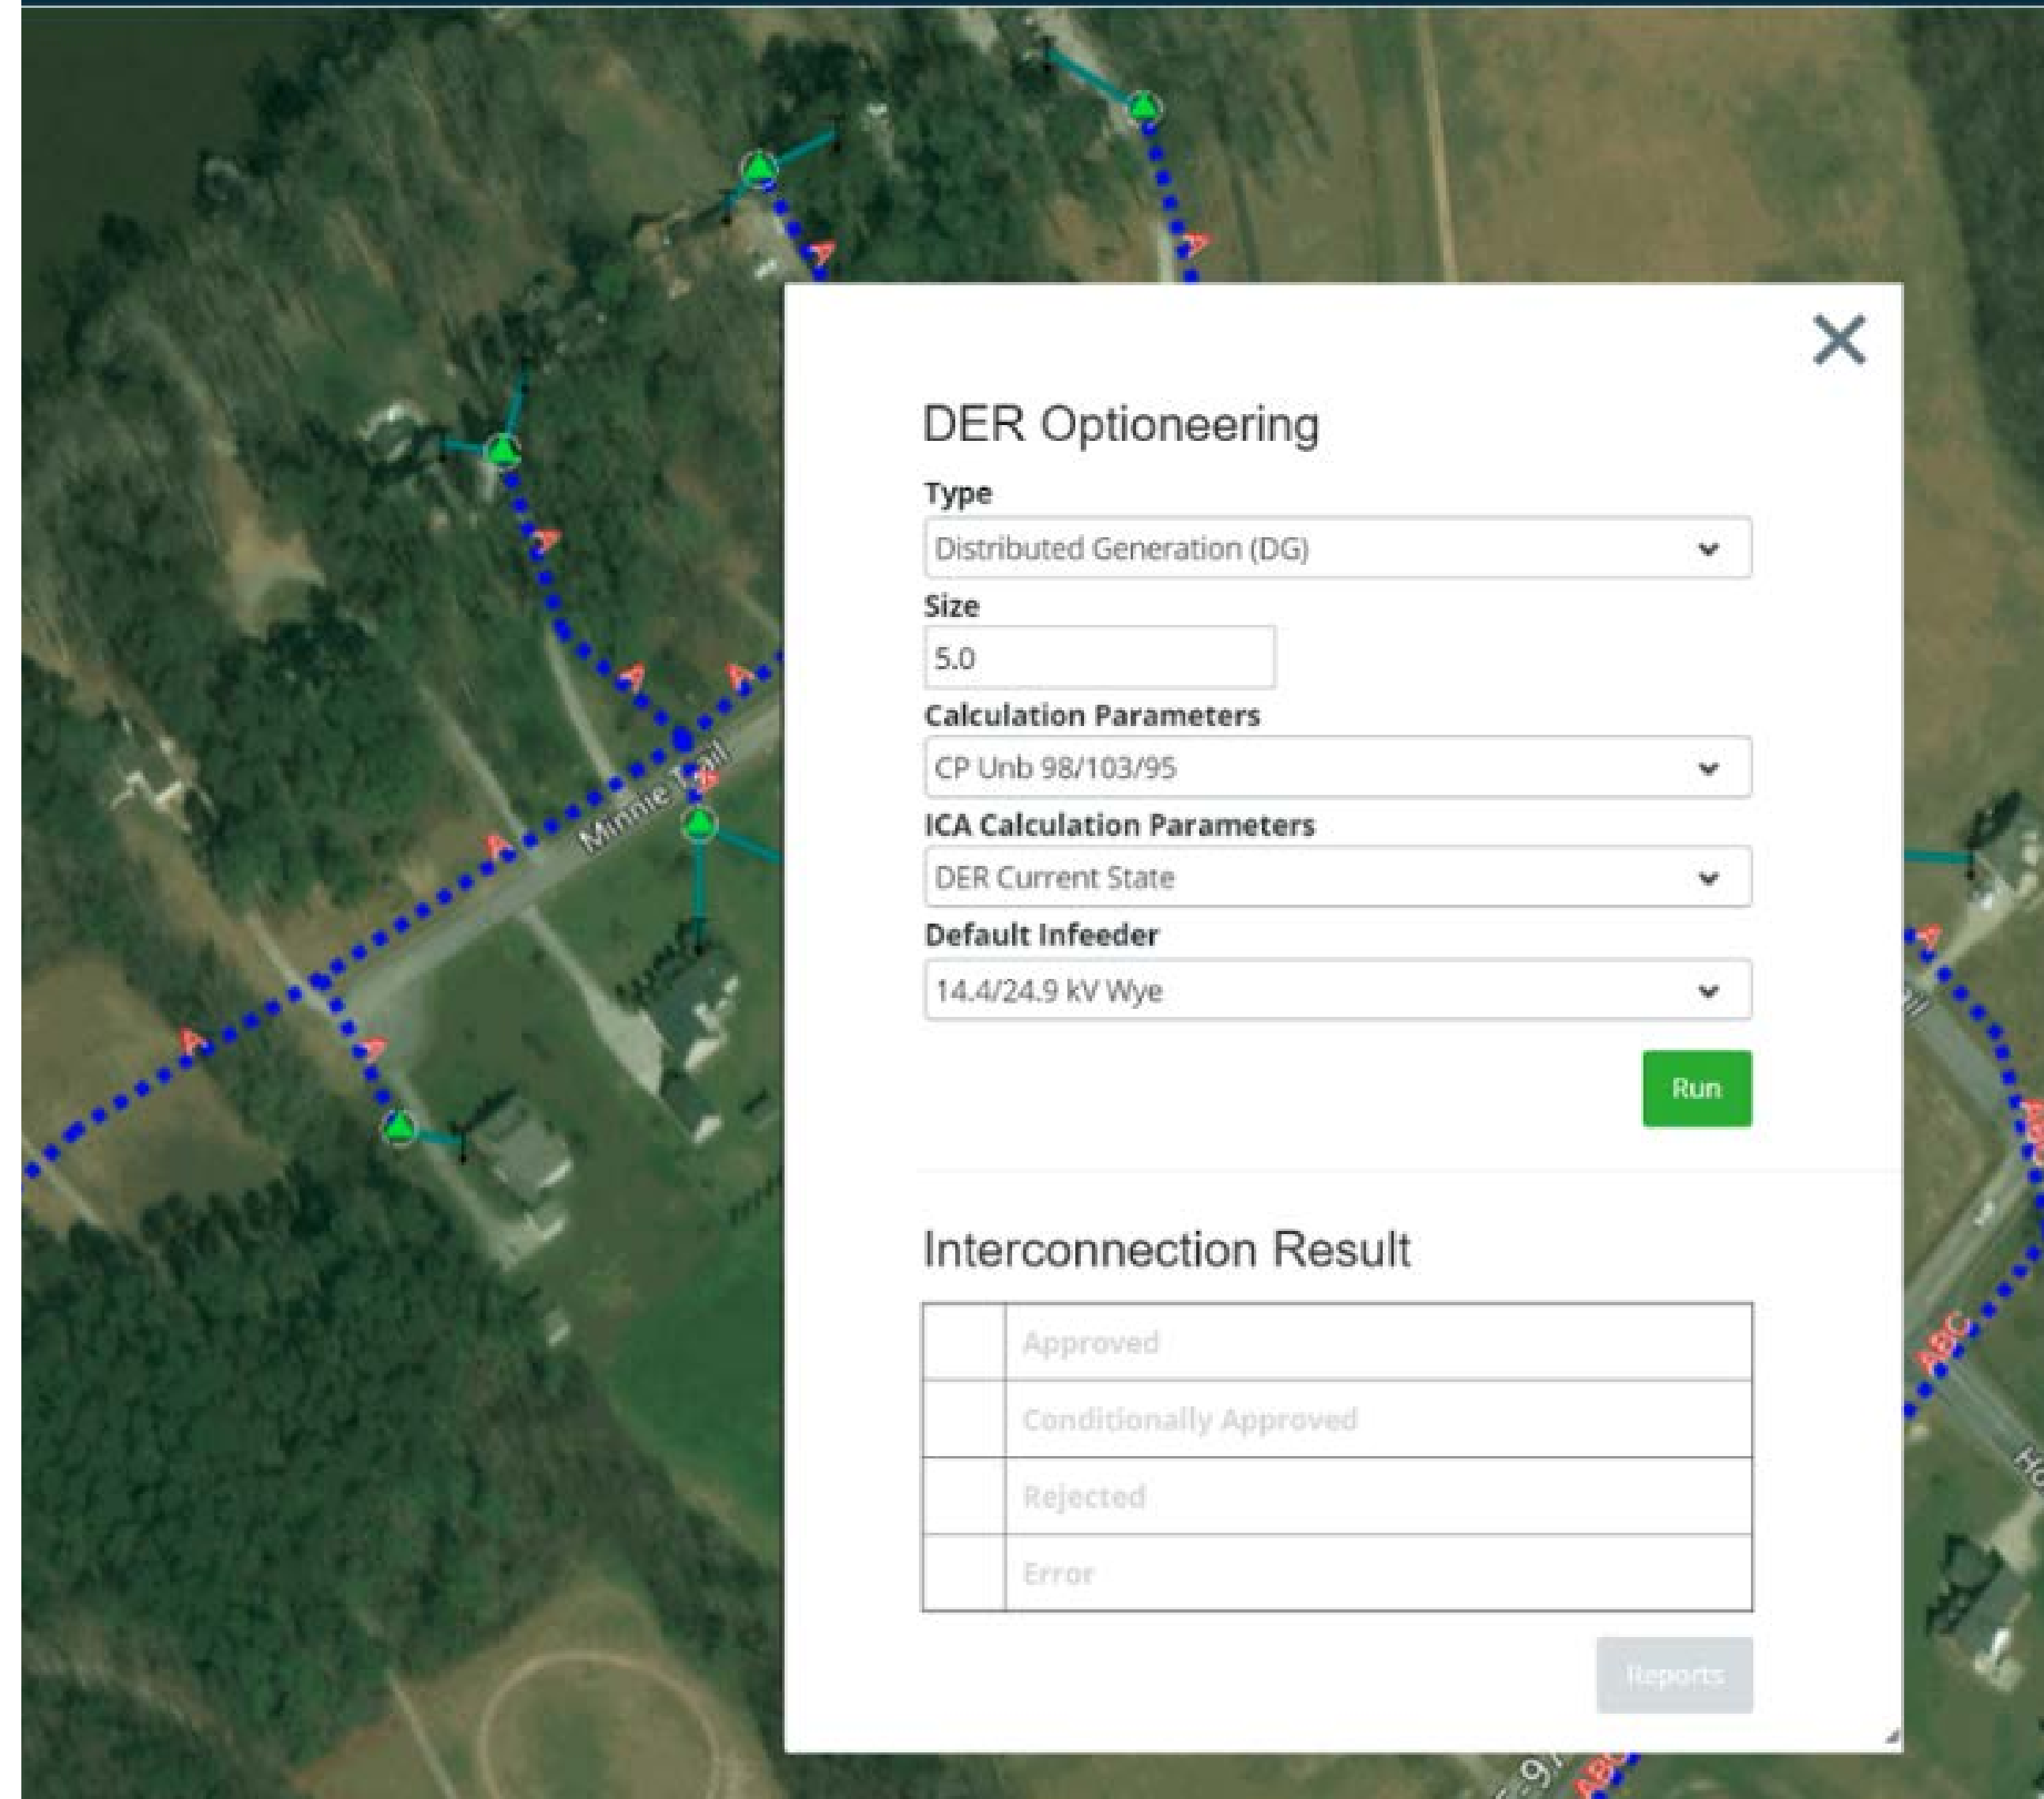 A
A
DER Optioneering
Type
Distributed Generation (DG)
A
Size
5.0
A
A
Calculation Parameters
CP Unb 98/103/95
A
Minnie Trail
A
ICA Calculation Parameters
DER Current State
Default Infeeder
A
14.4/24.9 kV Wye
A
A
Run
Interconnection Result
Approved
ABC
Conditionally Approved
Rejected
Error
Reports